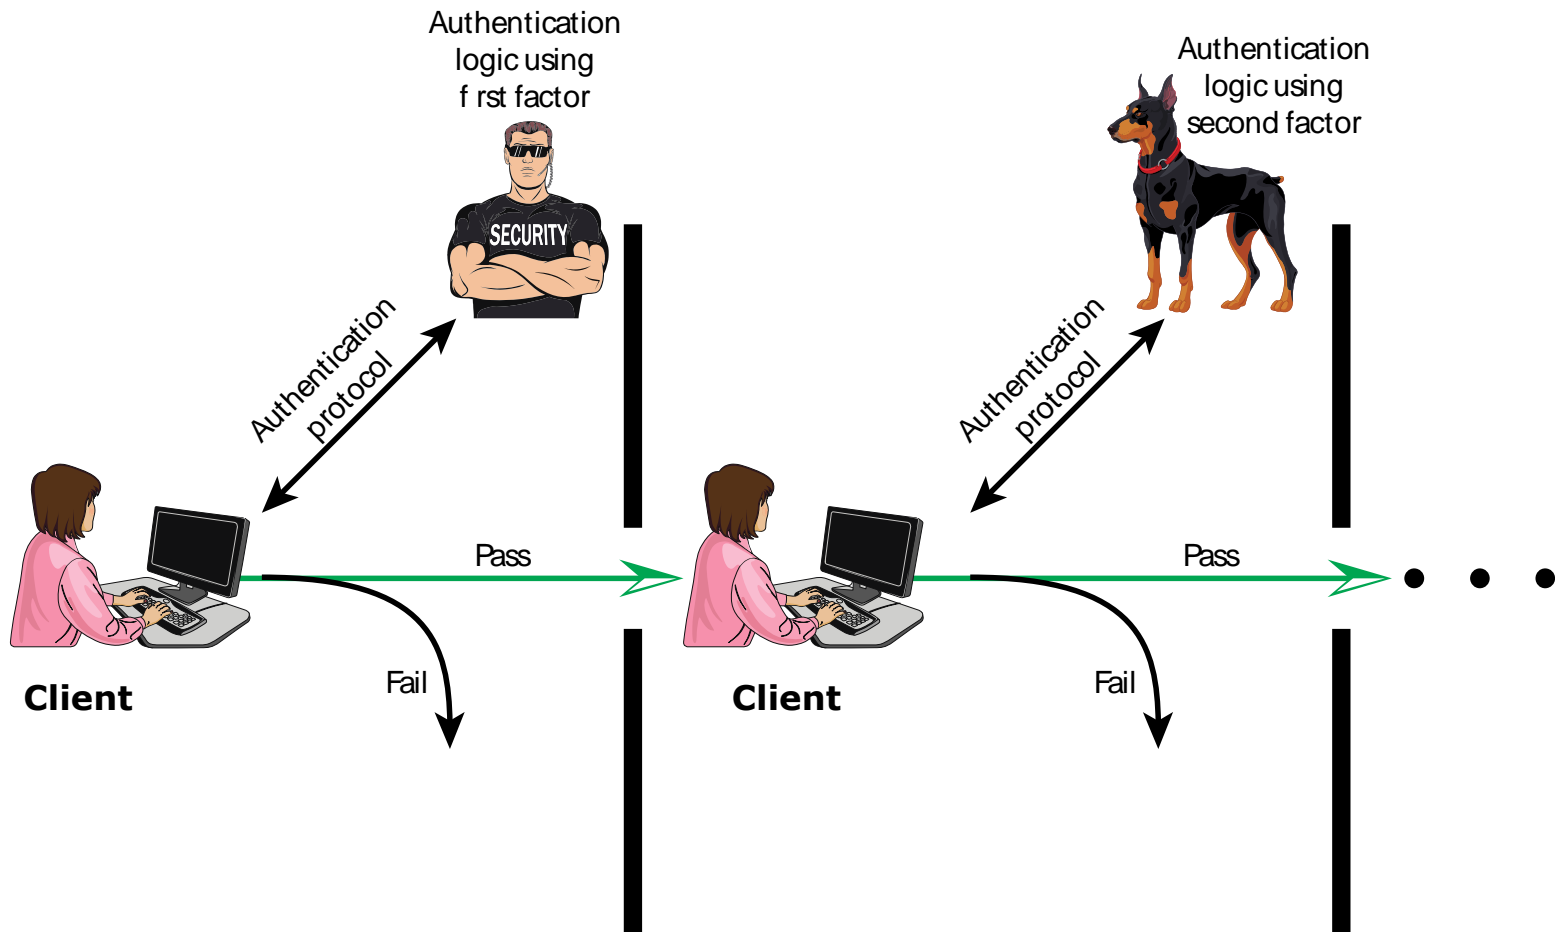 Authentication
logic using
f rst factor
Authentication
logic using
second factor
SECURITY
Authentication
protocol
Authentication
protocol
Pass
Pass
Fail
Fail
Client
Client